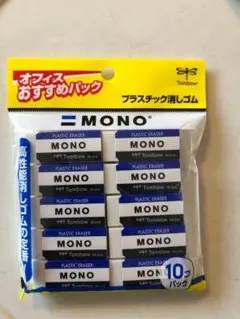 オフィス
おすすめパック
Tombow
MONO
プラスチック消しゴム
高性能消しゴムの定番
PLASTIC ERASER
MONO
Tombow
PLASTIC ERASER
MONO
Tombow
PLASTIC ERASER
MONO
Tombow
PLASTIC ERASER
MONO
Tombow
PLASTIC ERASER
MONO
Tombow
PLASTIC ERASER
MONO
Tombow
PLASTIC ERASER
MONO
Tombow
PLASTIC ERASER
MONO
Tombow
PLASTIC ERASER
MONO
Tombow
PLASTIC ERASER
MON
Tombow
10コ
パック